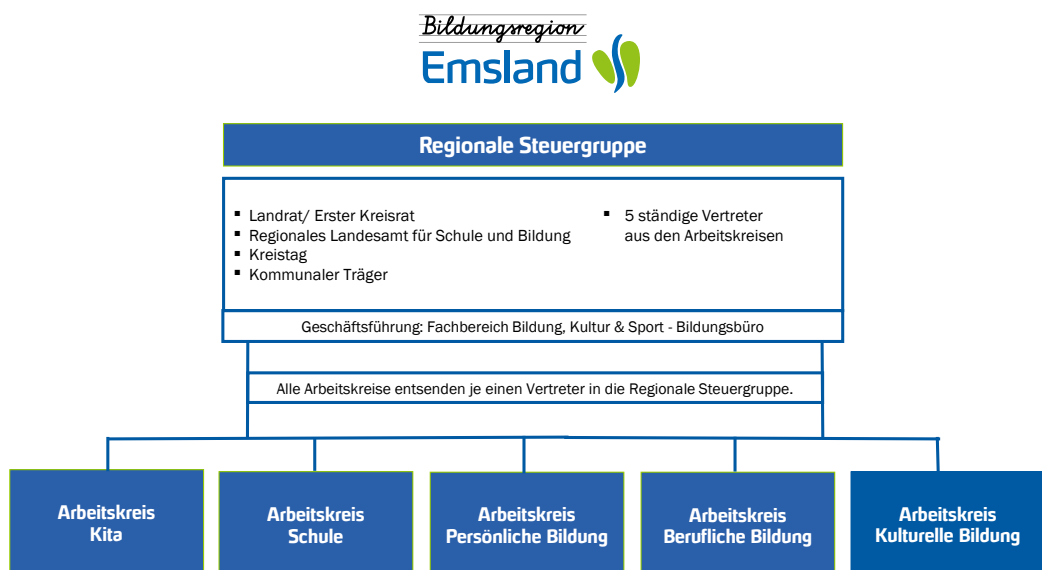 Bildungsregion
Emsland
Regionale Steuergruppe
▪ Landrat/ Erster Kreisrat
▪ Regionales Landesamt für Schule und Bildung
▪ Kreistag
▪ Kommunaler Träger
▪ 5 ständige Vertreter
aus den Arbeitskreisen
Geschäftsführung: Fachbereich Bildung, Kultur & Sport - Bildungsbüro
Alle Arbeitskreise entsenden je einen Vertreter in die Regionale Steuergruppe.
Arbeitskreis
Kita
Arbeitskreis
Schule
Arbeitskreis
Persönliche Bildung
Arbeitskreis
Berufliche Bildung
Arbeitskreis
Kulturelle Bildung